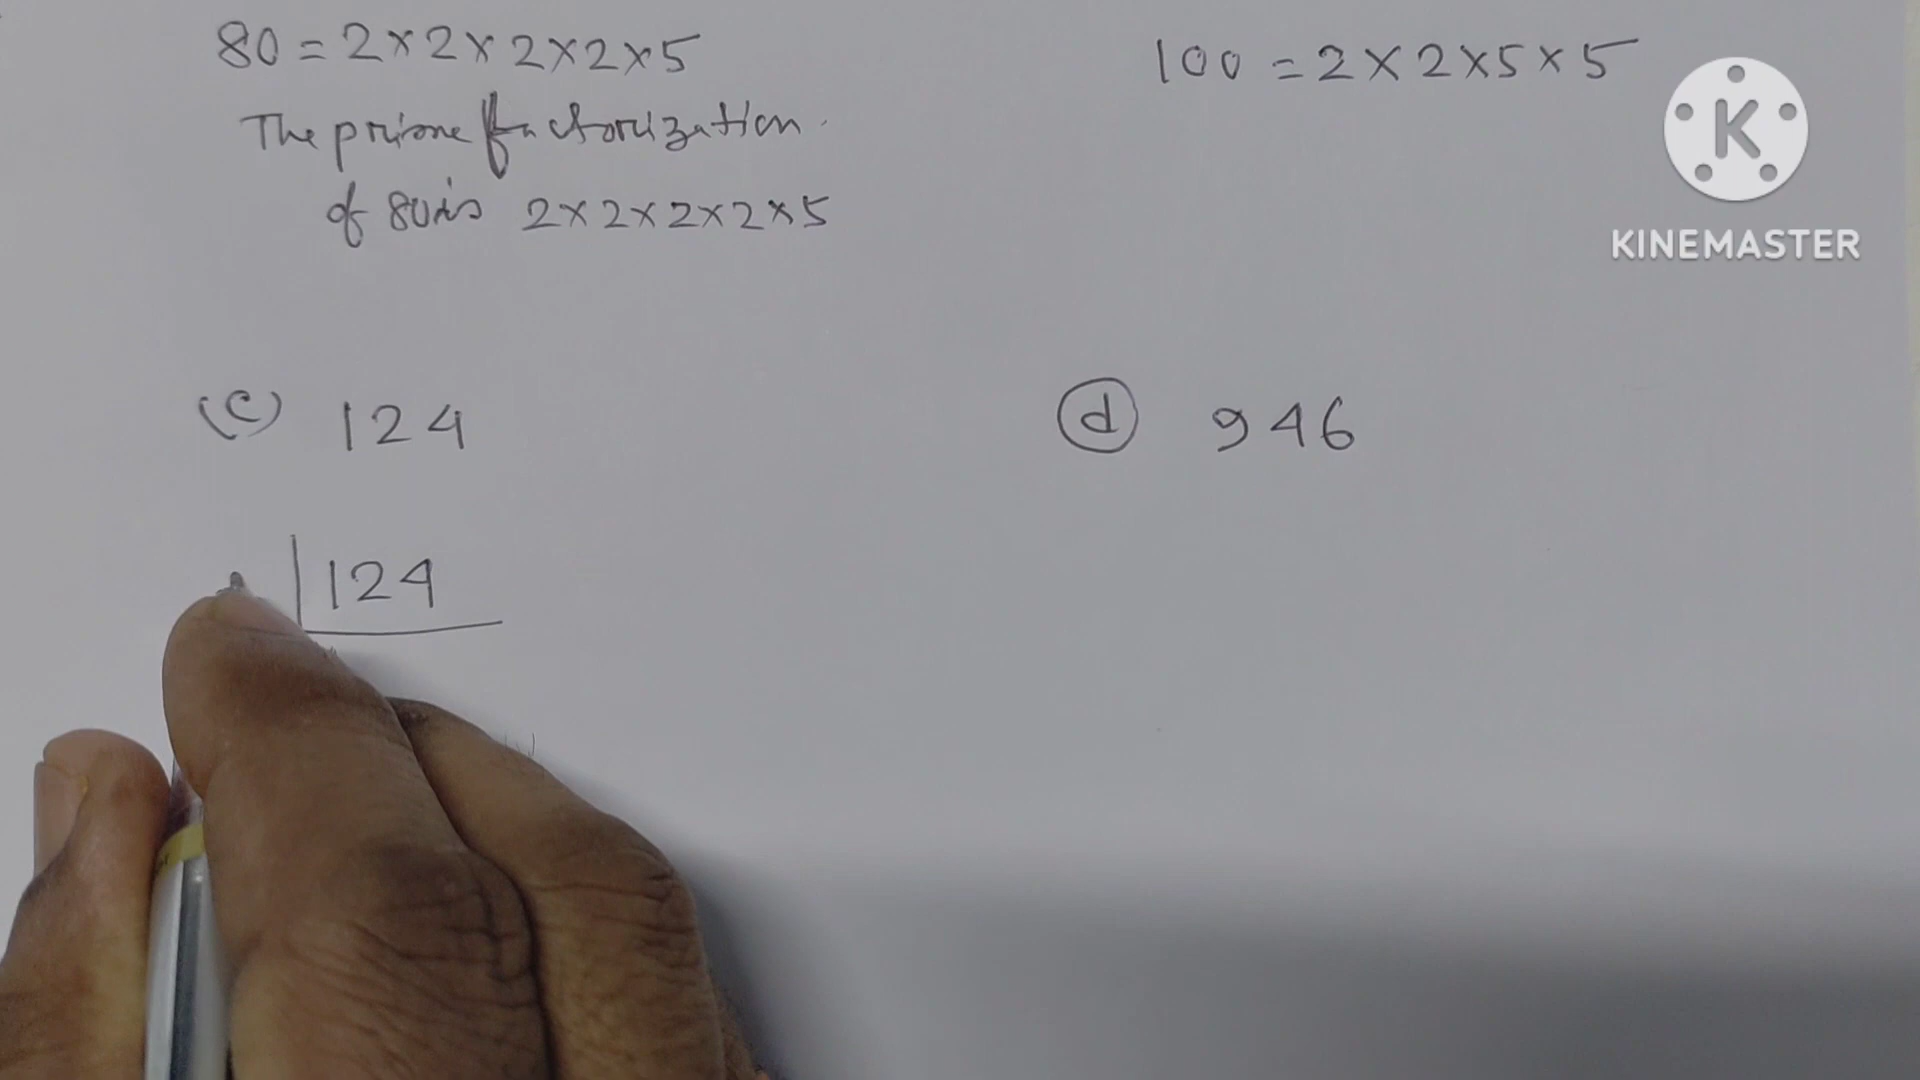 80 = 2 × 2 × 2 × 2 × 5
The prime factorization
of 80 is 2 × 2 × 2 × 2 × 5
100 = 2 × 2 × 5 × 5
K
KINEMASTER
(c) 124
124
d 946